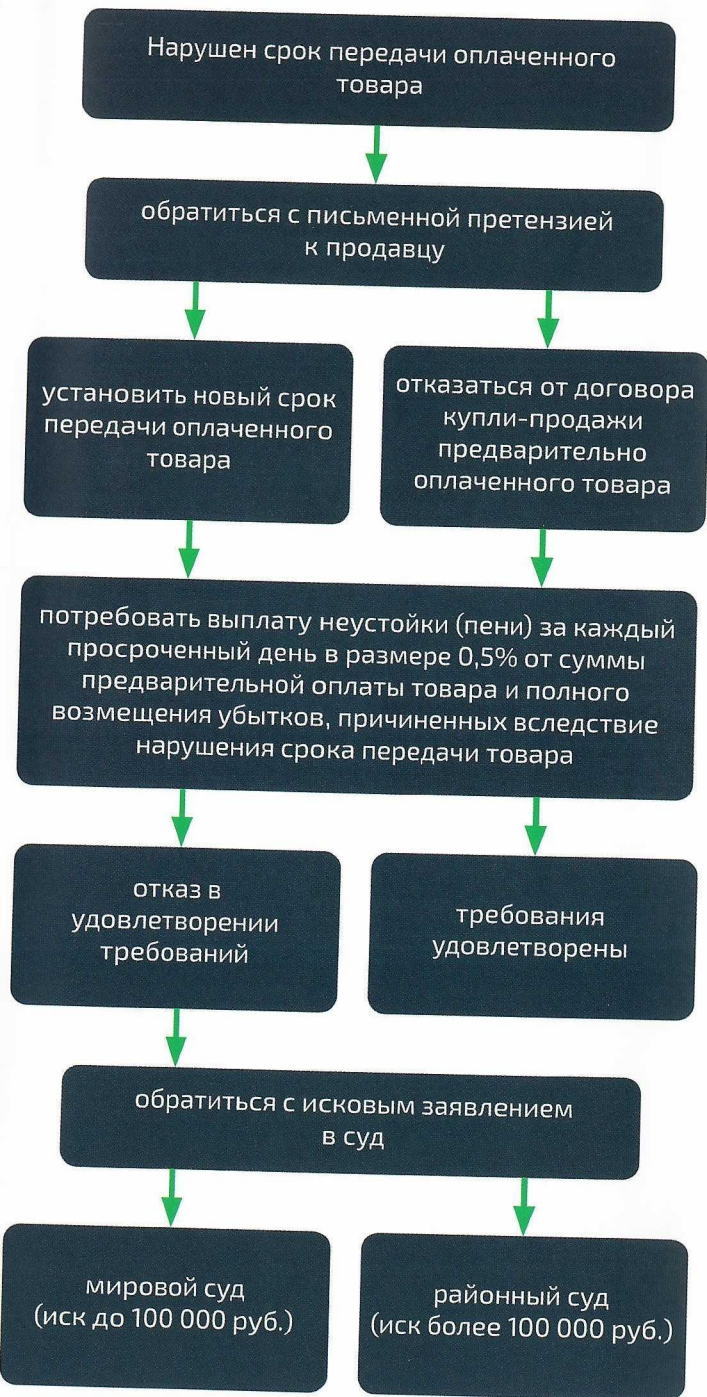 Нарушен срок передачи оплаченного
товара
обратиться с письменной претензией
к продавцу
установить новый срок
передачи оплаченного
товара
отказаться от договора
купли-продажи
предварительно
оплаченного товара
потребовать выплату неустойки (пени) за каждый
просроченный день в размере 0,5% от суммы
предварительной оплаты товара и полного
возмещения убытков, причиненных вследствие
нарушения срока передачи товара
отказ в
удовлетворении
требований
требования
удовлетворены
обратиться с исковым заявлением
в суд
мировой суд
(иск до 100 000 руб.)
районный суд
(иск более 100 000 руб.)